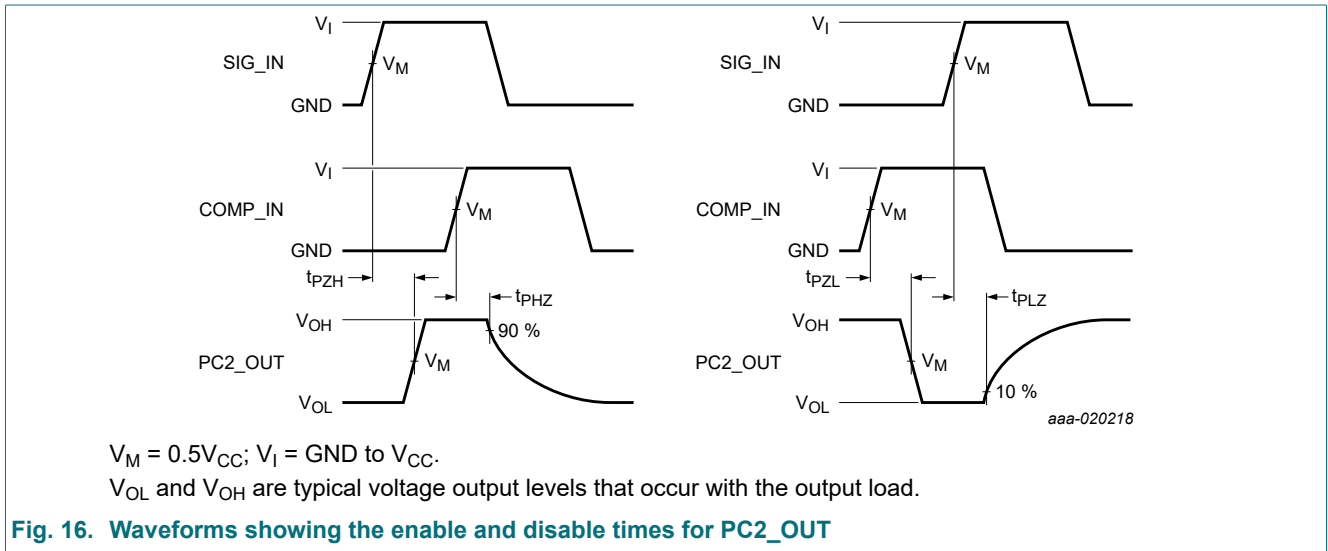 V_I
SIG_IN
V_M
GND
V_I
COMP_IN
V_M
GND
t_PZH
t_PHZ
V_OH
90 %
PC2_OUT
V_M
V_OL
V_I
SIG_IN
V_M
GND
V_I
COMP_IN
V_M
GND
t_PZL
t_PLZ
V_OH
PC2_OUT
V_M
10 %
V_OL
aaa-020218
V_M = 0.5V_CC; V_I = GND to V_CC.
V_OL and V_OH are typical voltage output levels that occur with the output load.
Fig. 16. Waveforms showing the enable and disable times for PC2_OUT